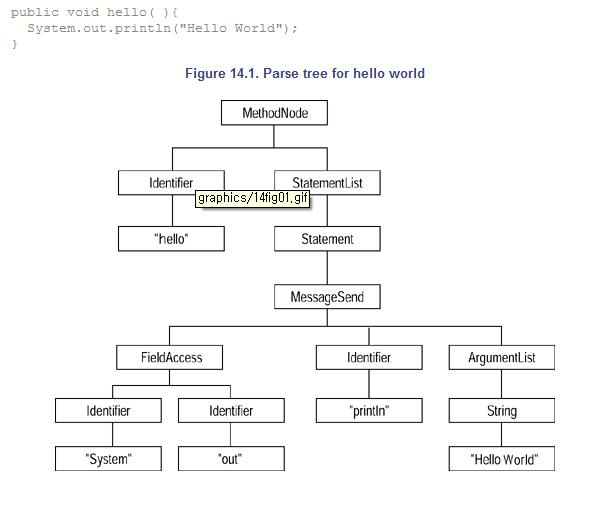 public void hello( ){
System.out.println("Hello World");
}
Figure 14.1. Parse tree for hello world
MethodNode
Identifier
StatementList
graphics/14fig01.gif
"hello"
Statement
MessageSend
FieldAccess
Identifier
ArgumentList
Identifier
Identifier
"println"
String
"System"
"out"
"Hello World"